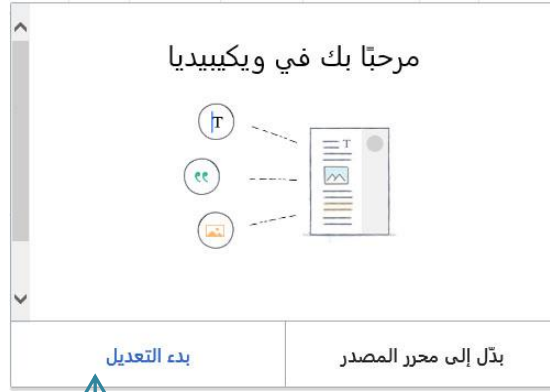 مرحبًا بك في ويكيبيديا
T
T
بدّل إلى محرر المصدر
بدء التعديل